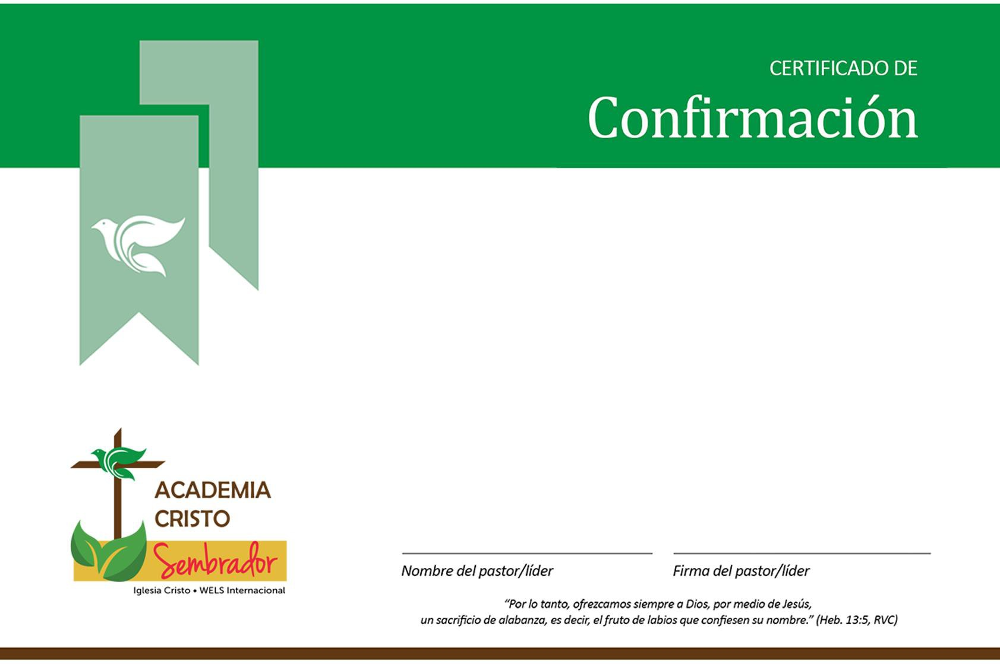 CERTIFICADO DE
Confirmación
ACADEMIA
CRISTO
Sembrador
Iglesia Cristo • WELS Internacional
Nombre del pastor/líder
Firma del pastor/líder
“Por lo tanto, ofrezcamos siempre a Dios, por medio de Jesús,
un sacrificio de alabanza, es decir, el fruto de labios que confiesen su nombre.” (Heb. 13:5, RVC)